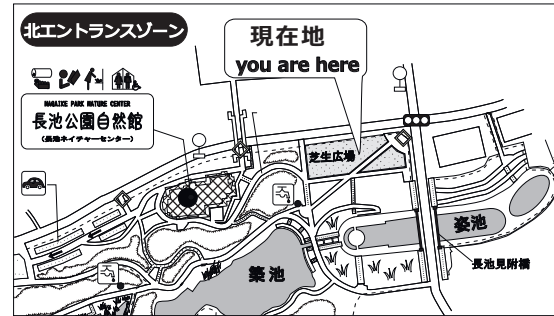 北エントランスゾーン
現在地
you are here
NAGAIKE PARK NATURE CENTER
長池公園自然館
(長池ネイチャーセンター)
芝生広場
姿池
長池見附橋
築池